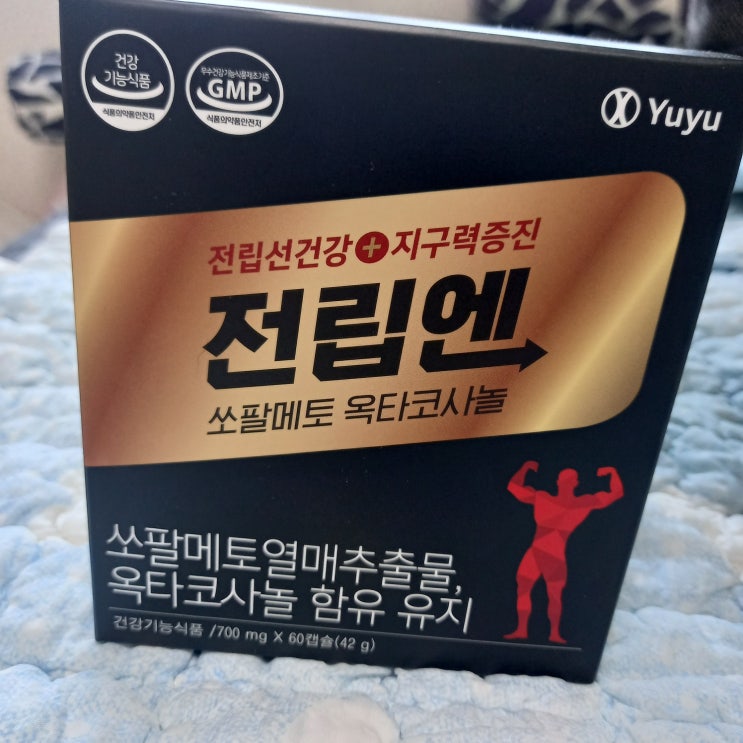 건강
기능식품
식품의약품안전처
우수건강기능식품제조기준
GMP
식품의약품안전처
Yuyu
전립선건강+지구력증진
전립엔
쏘팔메토 옥타코사놀
쏘팔메토열매추출물,
옥타코사놀 함유 유지
건강기능식품 /700 mg X 60캡슐(42 g)